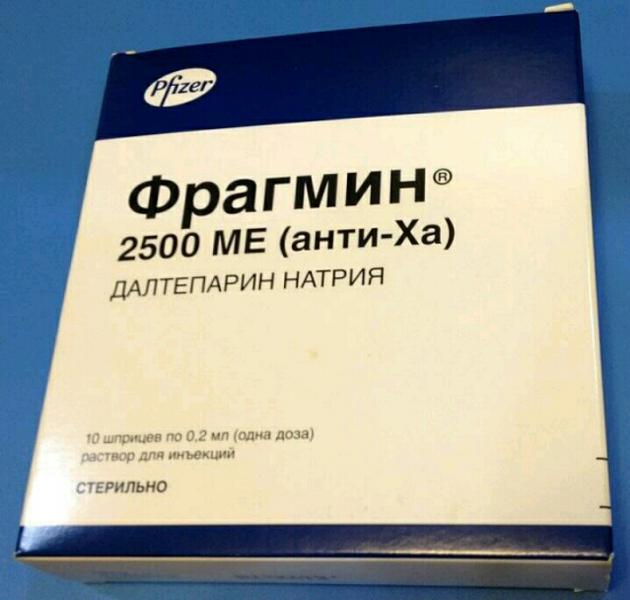 Pfizer
Фрагмин®
2500 МЕ (анти-Ха)
ДАЛТЕПАРИН НАТРИЯ
10 шприцев по 0,2 мл (одна доза)
раствор для инъекций
СТЕРИЛЬНО